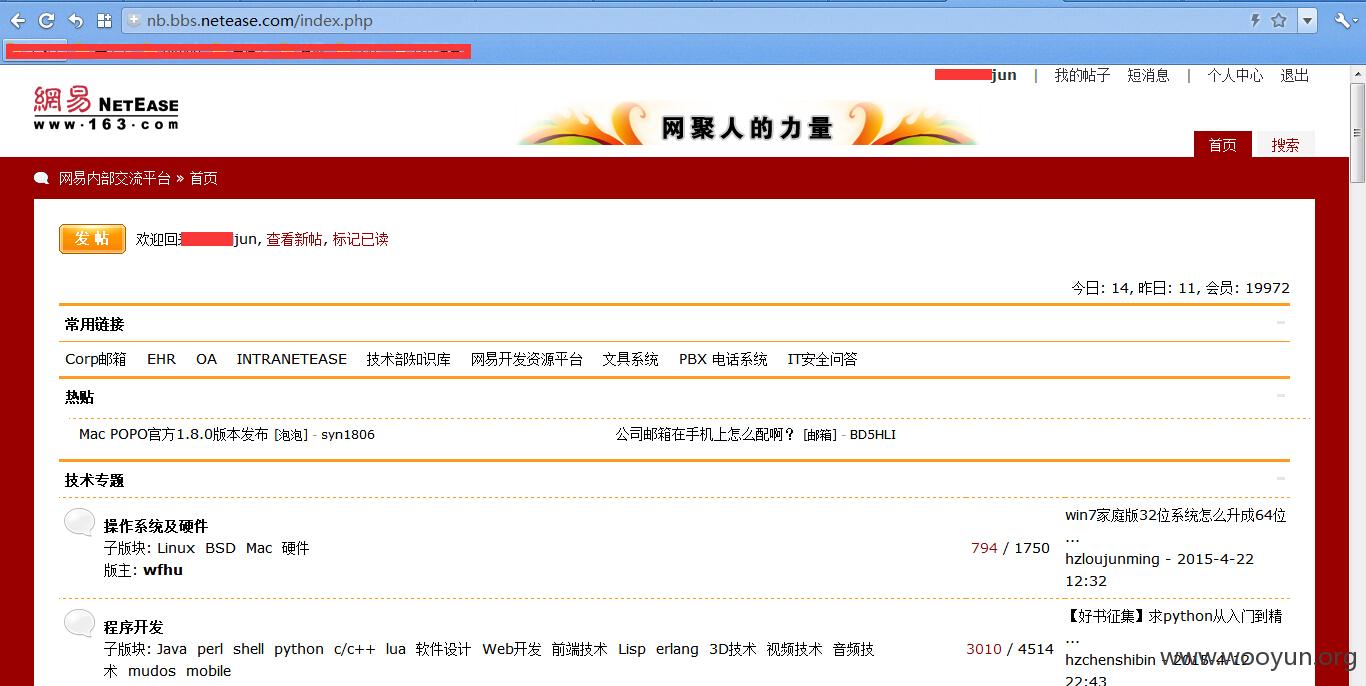 nb.bbs.netease.com/index.php
jun | 我的帖子 短消息 | 个人中心 退出
網易 NETEASE
www.163.com
网聚人的力量
首页 搜索
网易内部交流平台 » 首页
发帖 欢迎回 jun, 查看新帖, 标记已读
今日: 14, 昨日: 11, 会员: 19972
常用链接
Corp邮箱 EHR OA INTRANETEASE 技术部知识库 网易开发资源平台 文具系统 PBX 电话系统 IT安全问答
热贴
Mac POPO官方1.8.0版本发布 [泡泡] - syn1806 公司邮箱在手机上怎么配啊？ [邮箱] - BD5HLI
技术专题
操作系统及硬件
子版块: Linux BSD Mac 硬件
版主: wfhu
794 / 1750
win7家庭版32位系统怎么升成64位
...
hzloujunming - 2015-4-22
12:32
程序开发
子版块: Java perl shell python c/c++ lua 软件设计 Web开发 前端技术 Lisp erlang 3D技术 视频技术 音频技
术 mudos mobile
3010 / 4514
【好书征集】求python从入门到精
...
hzchenshibin - 2015-4-12
22:43
www.wooyun.org